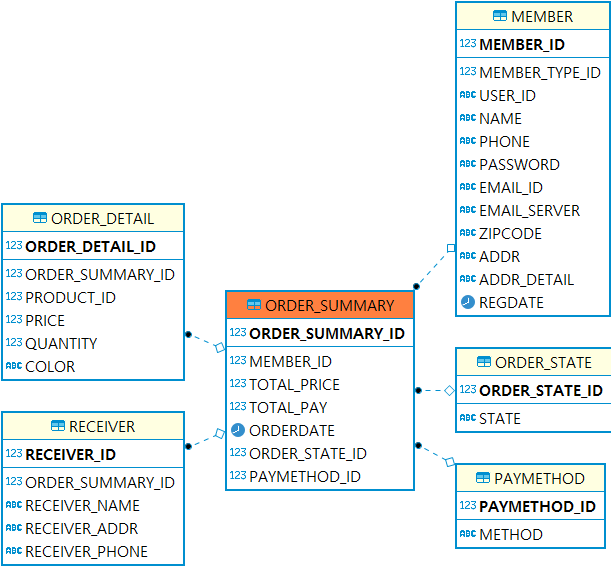 MEMBER
123 MEMBER_ID
123 MEMBER_TYPE_ID
ABC USER_ID
ABC NAME
ABC PHONE
ABC PASSWORD
ABC EMAIL_ID
ABC EMAIL_SERVER
ABC ZIPCODE
ABC ADDR
ABC ADDR_DETAIL
REGDATE
ORDER_DETAIL
123 ORDER_DETAIL_ID
123 ORDER_SUMMARY_ID
123 PRODUCT_ID
123 PRICE
123 QUANTITY
ABC COLOR
ORDER_SUMMARY
123 ORDER_SUMMARY_ID
123 MEMBER_ID
123 TOTAL_PRICE
123 TOTAL_PAY
ORDERDATE
123 ORDER_STATE_ID
123 PAYMETHOD_ID
ORDER_STATE
123 ORDER_STATE_ID
ABC STATE
RECEIVER
123 RECEIVER_ID
123 ORDER_SUMMARY_ID
ABC RECEIVER_NAME
ABC RECEIVER_ADDR
ABC RECEIVER_PHONE
PAYMETHOD
123 PAYMETHOD_ID
ABC METHOD